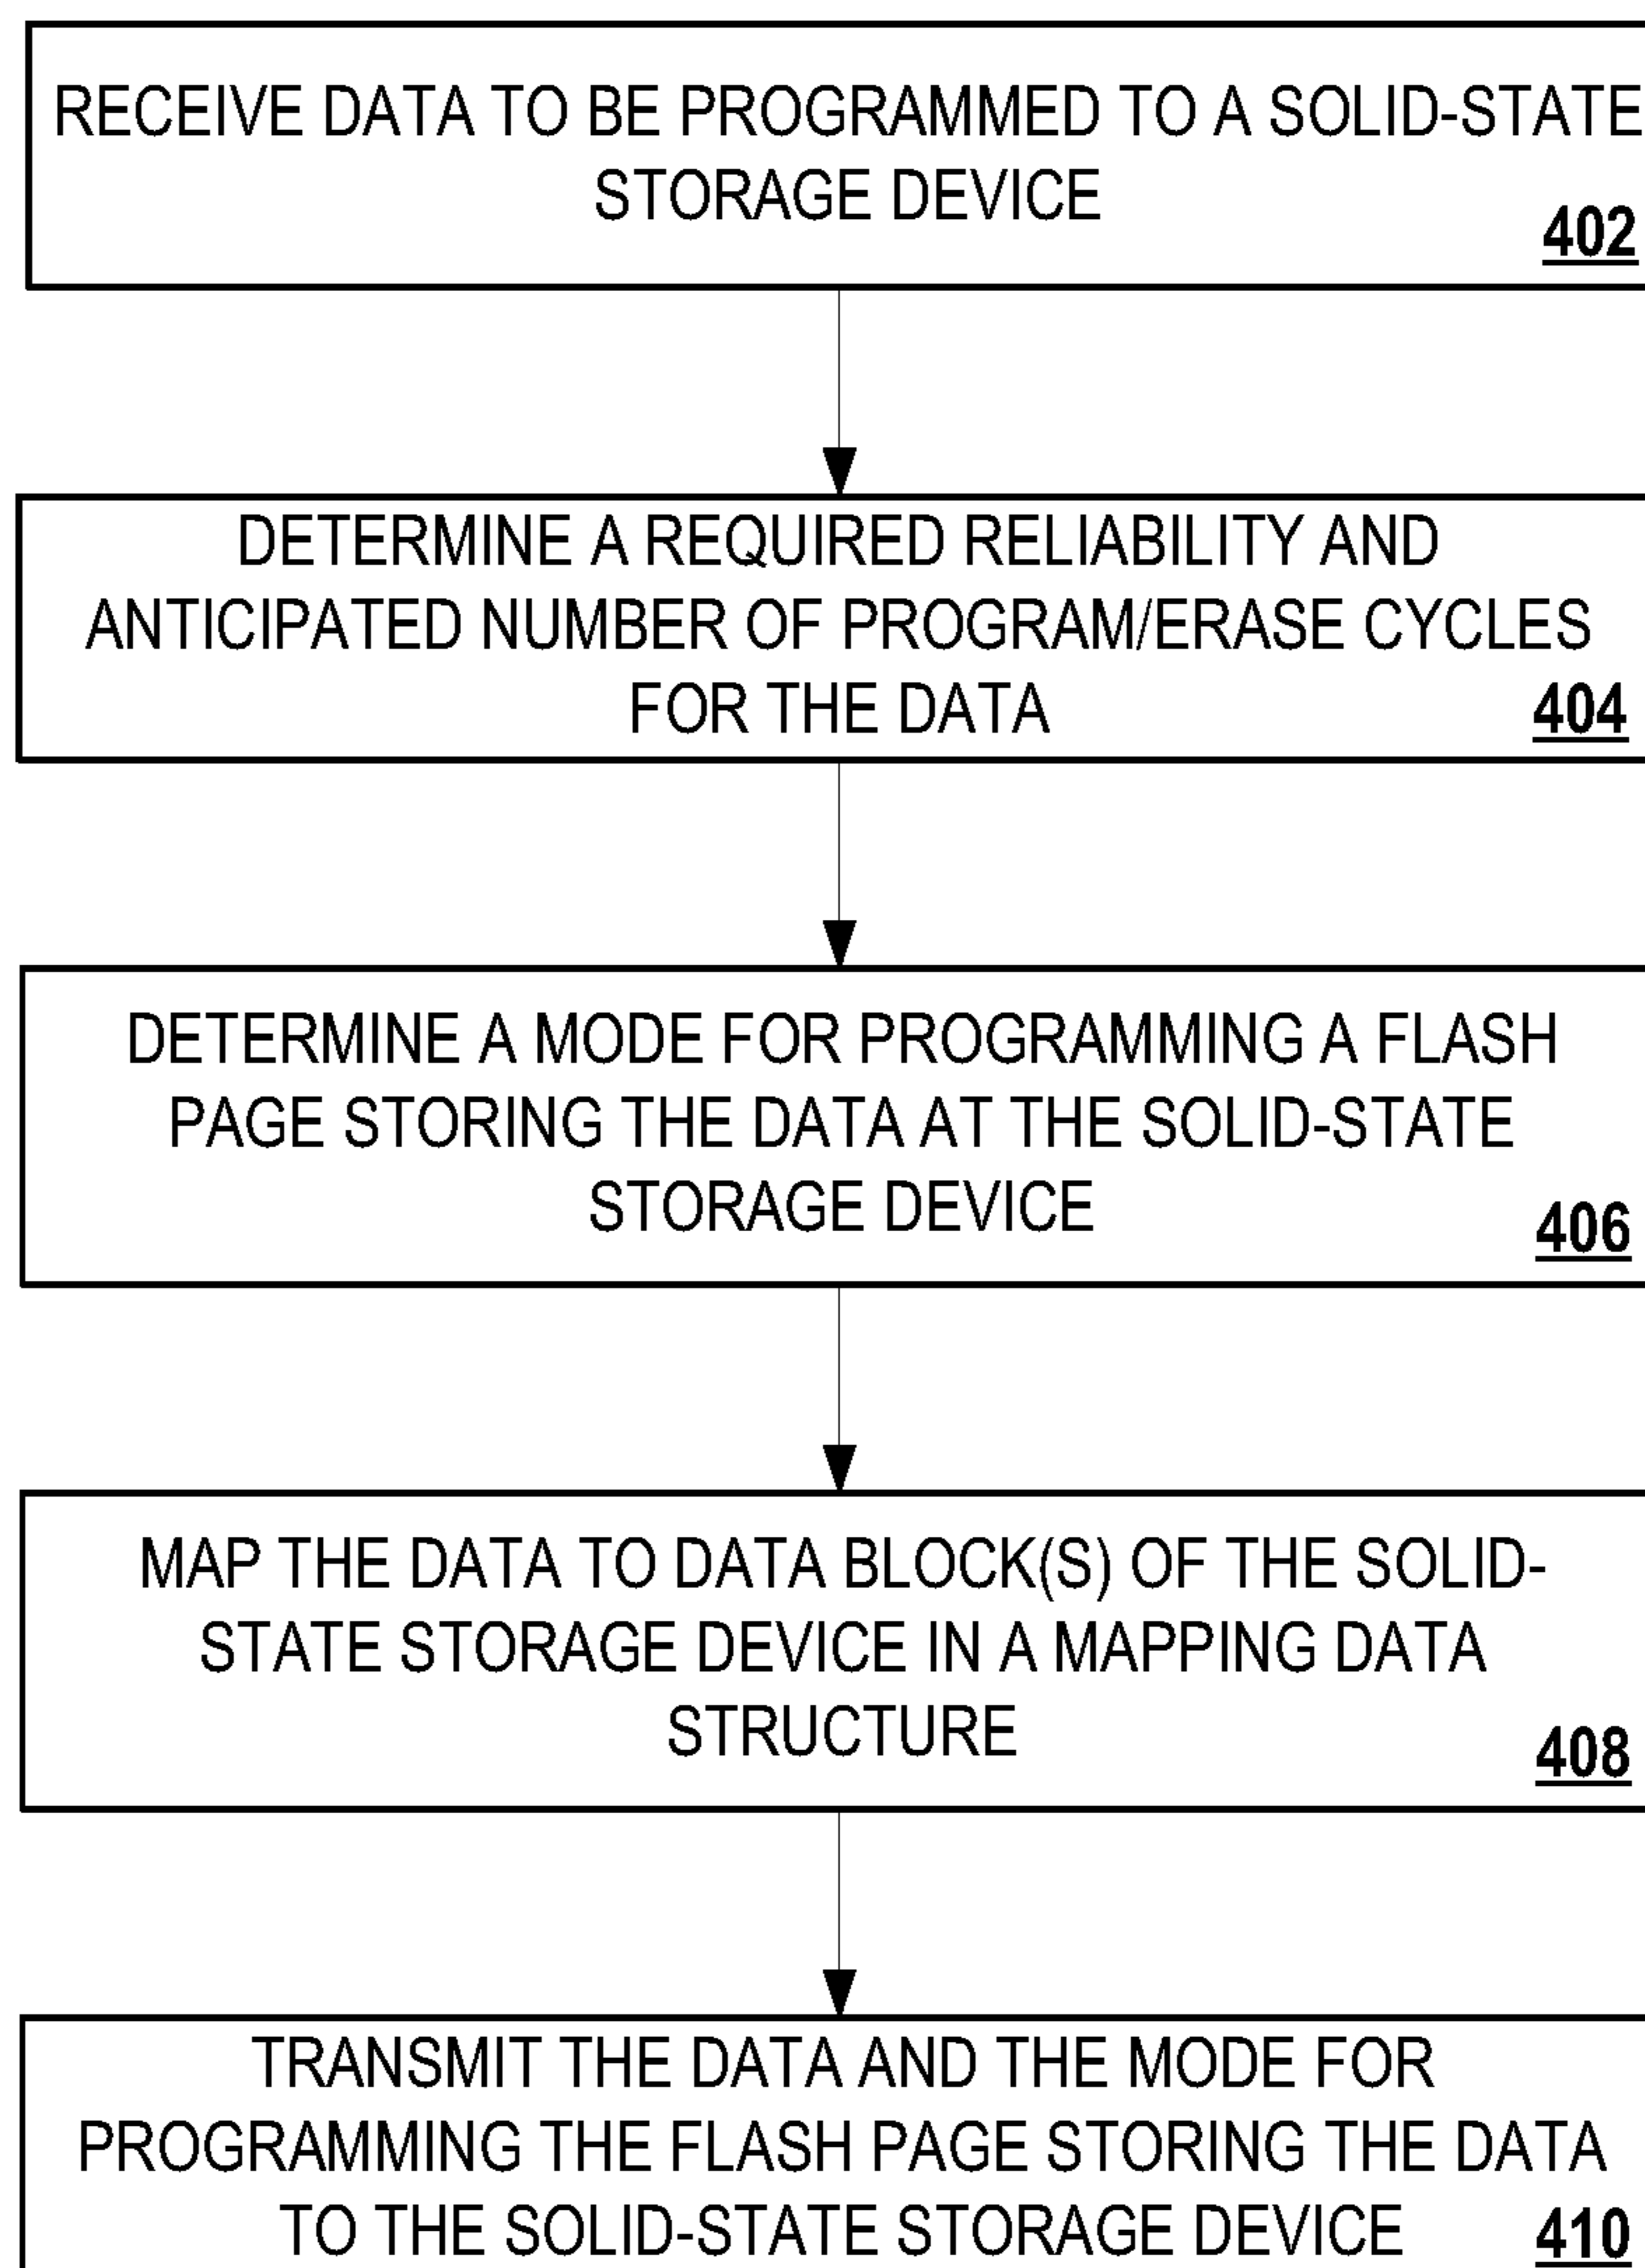 RECEIVE DATA TO BE PROGRAMMED TO A SOLID-STATE
STORAGE DEVICE
402
DETERMINE A REQUIRED RELIABILITY AND
ANTICIPATED NUMBER OF PROGRAM/ERASE CYCLES
FOR THE DATA
404
DETERMINE A MODE FOR PROGRAMMING A FLASH
PAGE STORING THE DATA AT THE SOLID-STATE
STORAGE DEVICE
406
MAP THE DATA TO DATA BLOCK(S) OF THE SOLID-
STATE STORAGE DEVICE IN A MAPPING DATA
STRUCTURE
408
TRANSMIT THE DATA AND THE MODE FOR
PROGRAMMING THE FLASH PAGE STORING THE DATA
TO THE SOLID-STATE STORAGE DEVICE
410